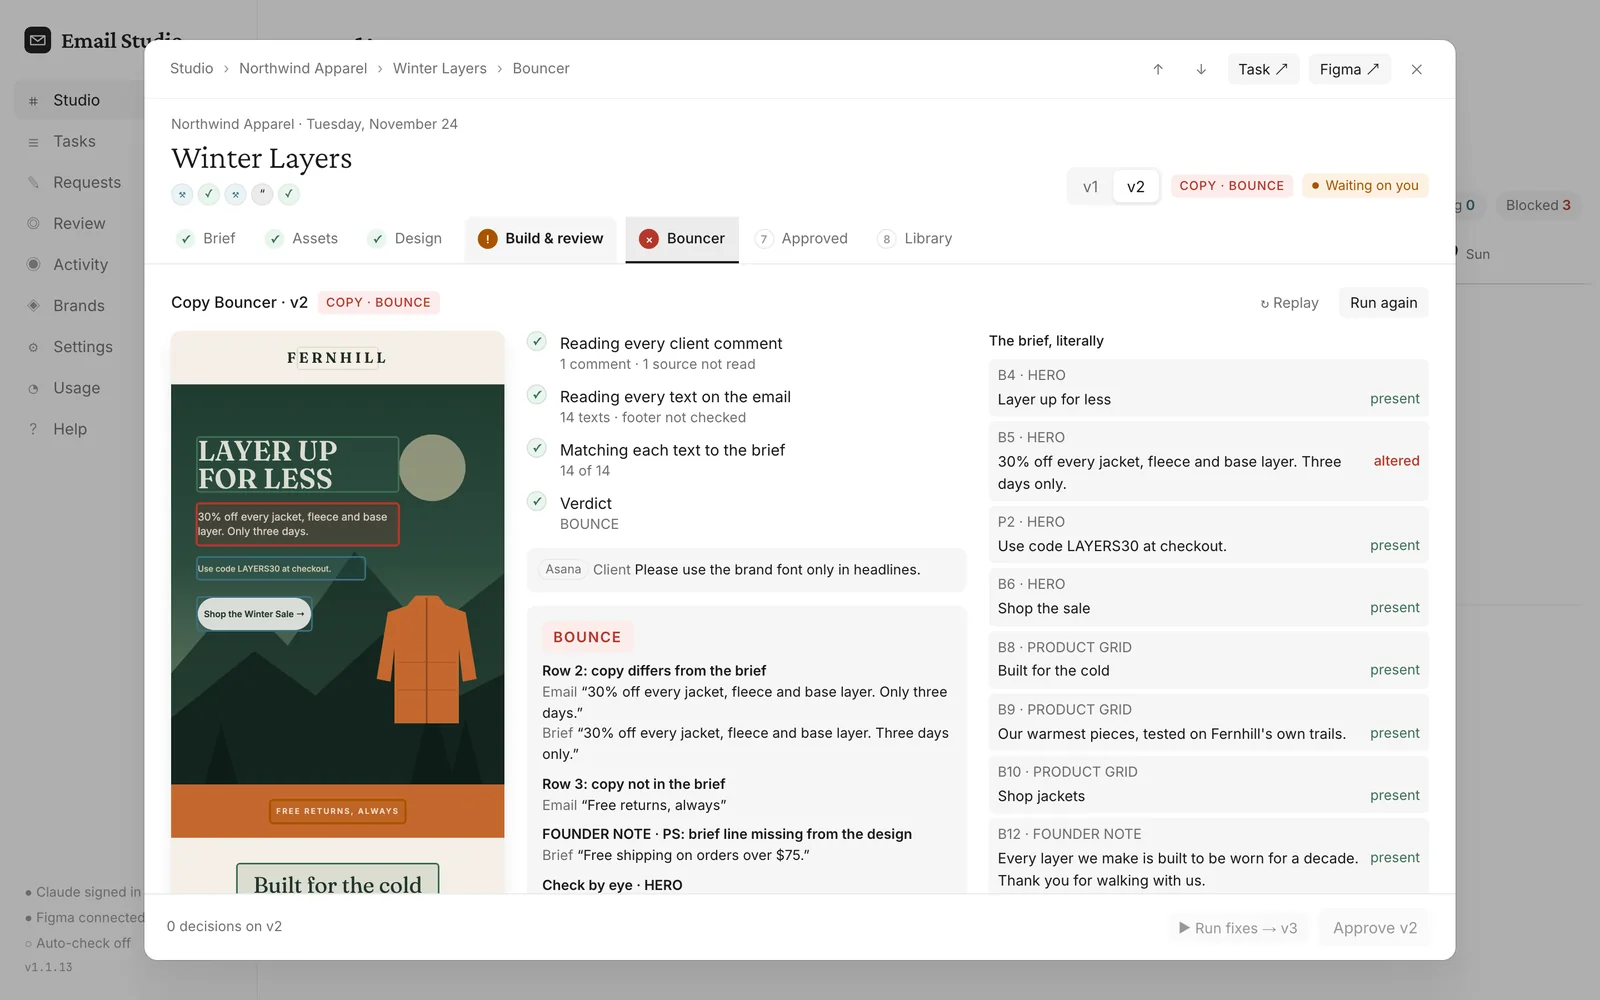 Email Studio
Studio
Tasks
Requests
Review
Activity
Brands
Settings
Usage
? Help
Claude signed in
Figma connected
Auto-check off
v1.1.13
Blocked 3
Sun
Studio › Northwind Apparel › Winter Layers › Bouncer
↑ ↓ Task ↗ Figma ↗ ×
Northwind Apparel · Tuesday, November 24
Winter Layers
v1 v2 COPY · BOUNCE Waiting on you
Brief Assets Design ! Build & review Bouncer 7 Approved 8 Library
Copy Bouncer · v2 COPY · BOUNCE
↻ Replay Run again
FERNHILL
LAYER UP
FOR LESS
30% off every jacket, fleece and base
layer. Only three days.
Use code LAYERS30 at checkout.
Shop the Winter Sale →
FREE RETURNS, ALWAYS
Built for the cold
Reading every client comment
1 comment · 1 source not read
Reading every text on the email
14 texts · footer not checked
Matching each text to the brief
14 of 14
Verdict
BOUNCE
Asana Client Please use the brand font only in headlines.
BOUNCE
Row 2: copy differs from the brief
Email “30% off every jacket, fleece and base layer. Only three
days.”
Brief “30% off every jacket, fleece and base layer. Three days
only.”
Row 3: copy not in the brief
Email “Free returns, always”
FOUNDER NOTE · PS: brief line missing from the design
Brief “Free shipping on orders over $75.”
Check by eye · HERO
The brief, literally
B4 · HERO
Layer up for less present
B5 · HERO
30% off every jacket, fleece and base layer. Three altered
days only.
P2 · HERO
Use code LAYERS30 at checkout. present
B6 · HERO
Shop the sale present
B8 · PRODUCT GRID
Built for the cold present
B9 · PRODUCT GRID
Our warmest pieces, tested on Fernhill's own trails. present
B10 · PRODUCT GRID
Shop jackets present
B12 · FOUNDER NOTE
Every layer we make is built to be worn for a decade. present
Thank you for walking with us.
0 decisions on v2
▶ Run fixes → v3 Approve v2